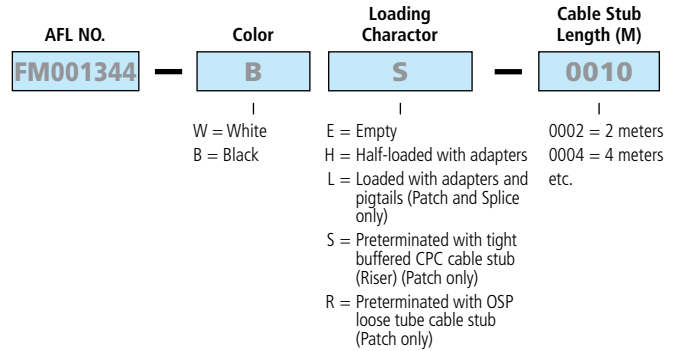 AFL NO.
Color
Loading
Charactor
Cable Stub
Length (M)
FM001344 — B S — 0010
W = White
B = Black
E = Empty
H = Half-loaded with adapters
L = Loaded with adapters and
pigtails (Patch and Splice
only)
S = Preterminated with tight
buffered CPC cable stub
(Riser) (Patch only)
R = Preterminated with OSP
loose tube cable stub
(Patch only)
0002 = 2 meters
0004 = 4 meters
etc.